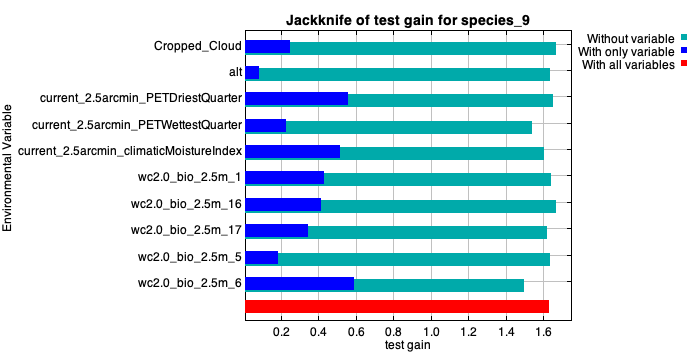 Jackknife of test gain for species_9
Without variable
With only variable
With all variables
Environmental Variable
Cropped_Cloud
alt
current_2.5arcmin_PETDriestQuarter
current_2.5arcmin_PETWettestQuarter
current_2.5arcmin_climaticMoistureIndex
wc2.0_bio_2.5m_1
wc2.0_bio_2.5m_16
wc2.0_bio_2.5m_17
wc2.0_bio_2.5m_5
wc2.0_bio_2.5m_6
0.2 0.4 0.6 0.8 1.0 1.2 1.4 1.6
test gain